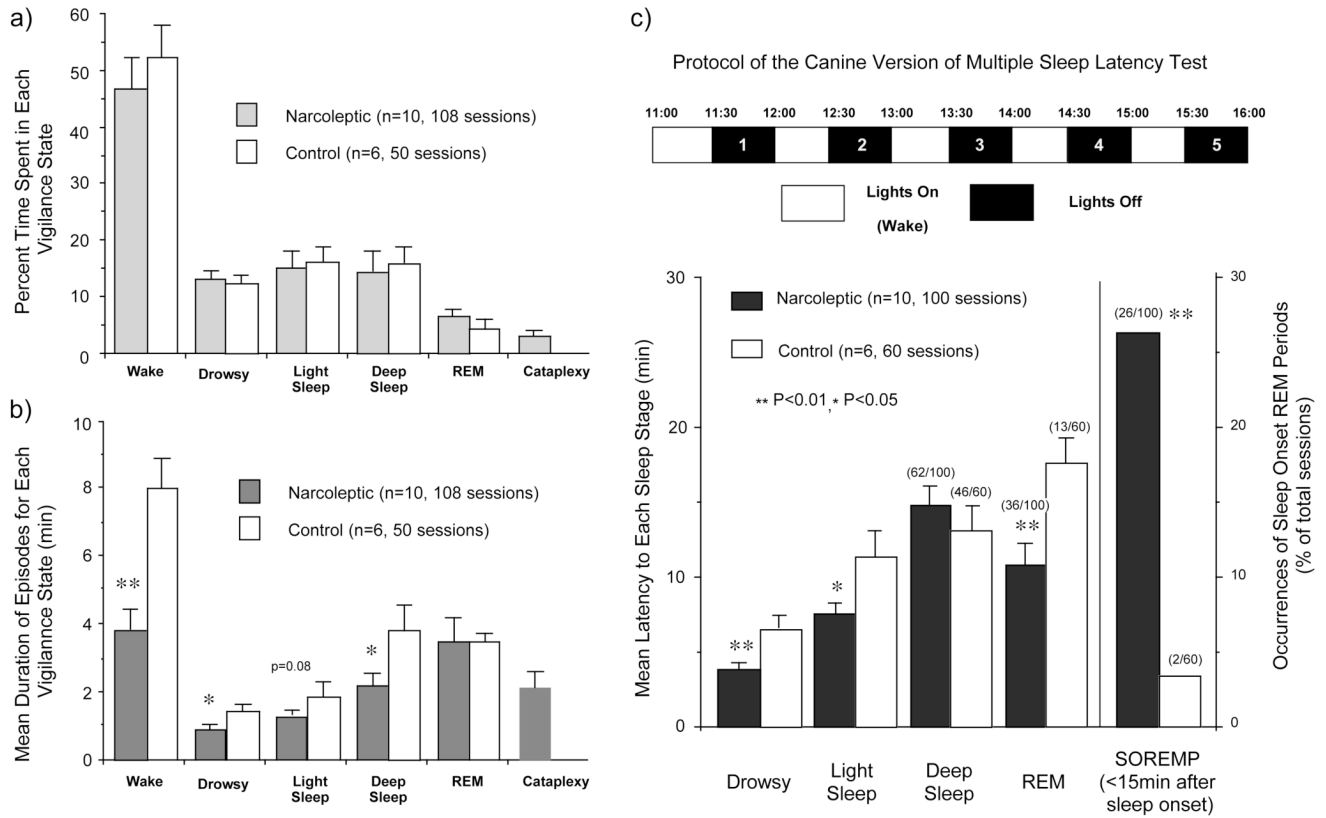 a)
Percent Time Spent in Each
Vigilance State
60
50
40
30
20
10
0
Narcoleptic (n=10, 108 sessions)
Control (n=6, 50 sessions)
Wake
Drowsy
Light
Sleep
Deep
Sleep
REM
Cataplexy
b)
Mean Duration of Episodes for Each
Vigilannce State (min)
10
8
6
4
2
0
Narcoleptic (n=10, 108 sessions)
Control (n=6, 50 sessions)
**
*
p=0.08
*
Wake
Drowsy
Light
Sleep
Deep
Sleep
REM
Cataplexy
c)
Protocol of the Canine Version of Multiple Sleep Latency Test
11:00 11:30 12:00 12:30 13:00 13:30 14:00 14:30 15:00 15:30 16:00
1 2 3 4 5
Lights On
(Wake)
Lights Off
Mean Latency to Each Sleep Stage (min)
30
20
10
0
Narcoleptic (n=10, 100 sessions)
Control (n=6, 60 sessions)
** P<0.01,* P<0.05
**
*
(62/100)
(46/60)
(36/100)
**
(13/60)
(26/100) **
(2/60)
Drowsy
Light
Sleep
Deep
Sleep
REM
SOREMP
(<15min after
sleep onset)
30
20
10
0
Occurrences of Sleep Onset REM Periods
(% of total sessions)